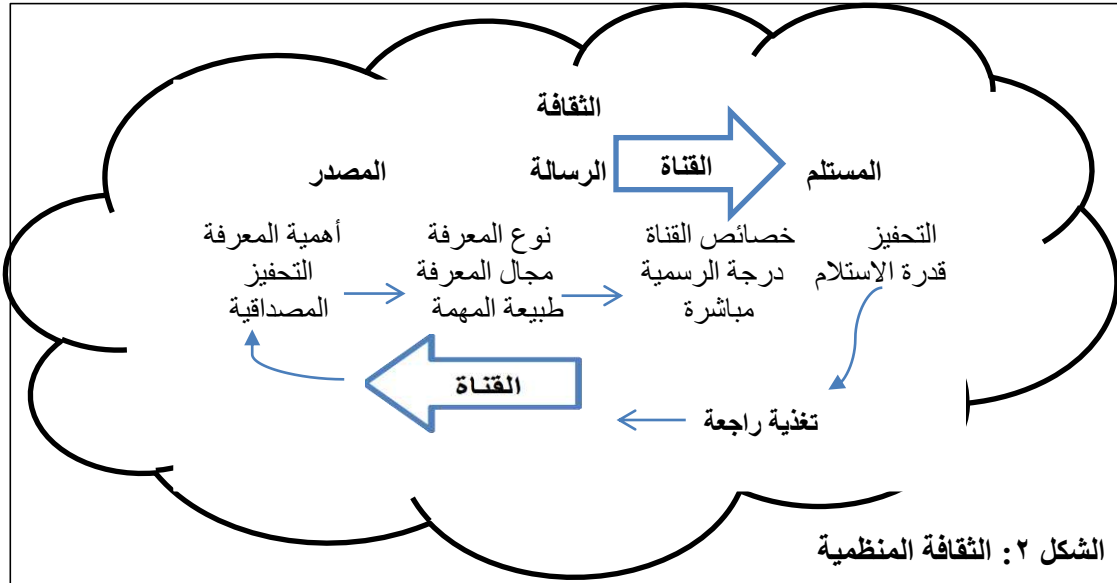 الثقافة
المصدر
الرسالة
القناة
المستلم
أهمية المعرفة
التحفيز
المصداقية
نوع المعرفة
مجال المعرفة
طبيعة المهمة
خصائص القناة
درجة الرسمية
مباشرة
التحفيز
قدرة الاستلام
القناة
تغذية راجعة
الشكل ٢: الثقافة المنظمية